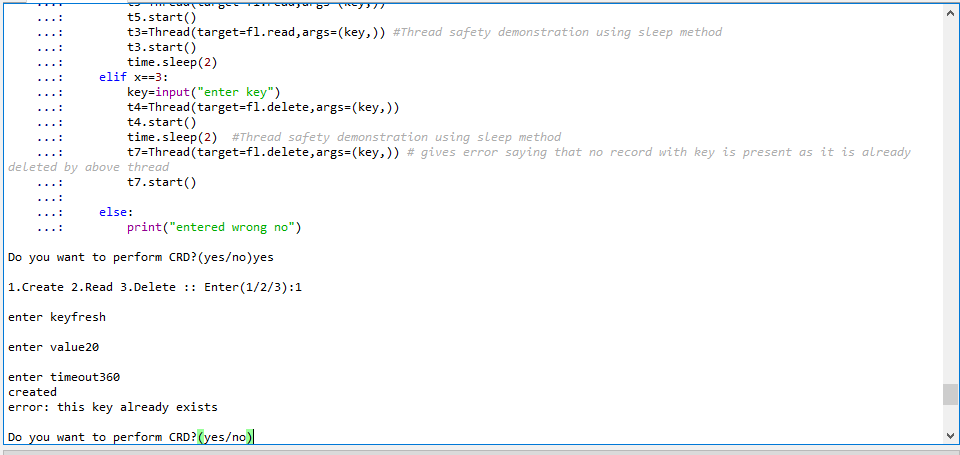 ...:             t5.start()
...:             t3=Thread(target=fl.read,args=(key,)) #Thread safety demonstration using sleep method
...:             t3.start()
...:             time.sleep(2)
...:         elif x==3:
...:             key=input("enter key")
...:             t4=Thread(target=fl.delete,args=(key,))
...:             t4.start()
...:             time.sleep(2)  #Thread safety demonstration using sleep method
...:             t7=Thread(target=fl.delete,args=(key,)) # gives error saying that no record with key is present as it is already
deleted by above thread
...:             t7.start()
...:
...:         else:
...:             print("entered wrong no")
Do you want to perform CRD?(yes/no)yes
1.Create 2.Read 3.Delete :: Enter(1/2/3):1
enter keyfresh
enter value20
enter timeout360
created
error: this key already exists
Do you want to perform CRD?(yes/no)